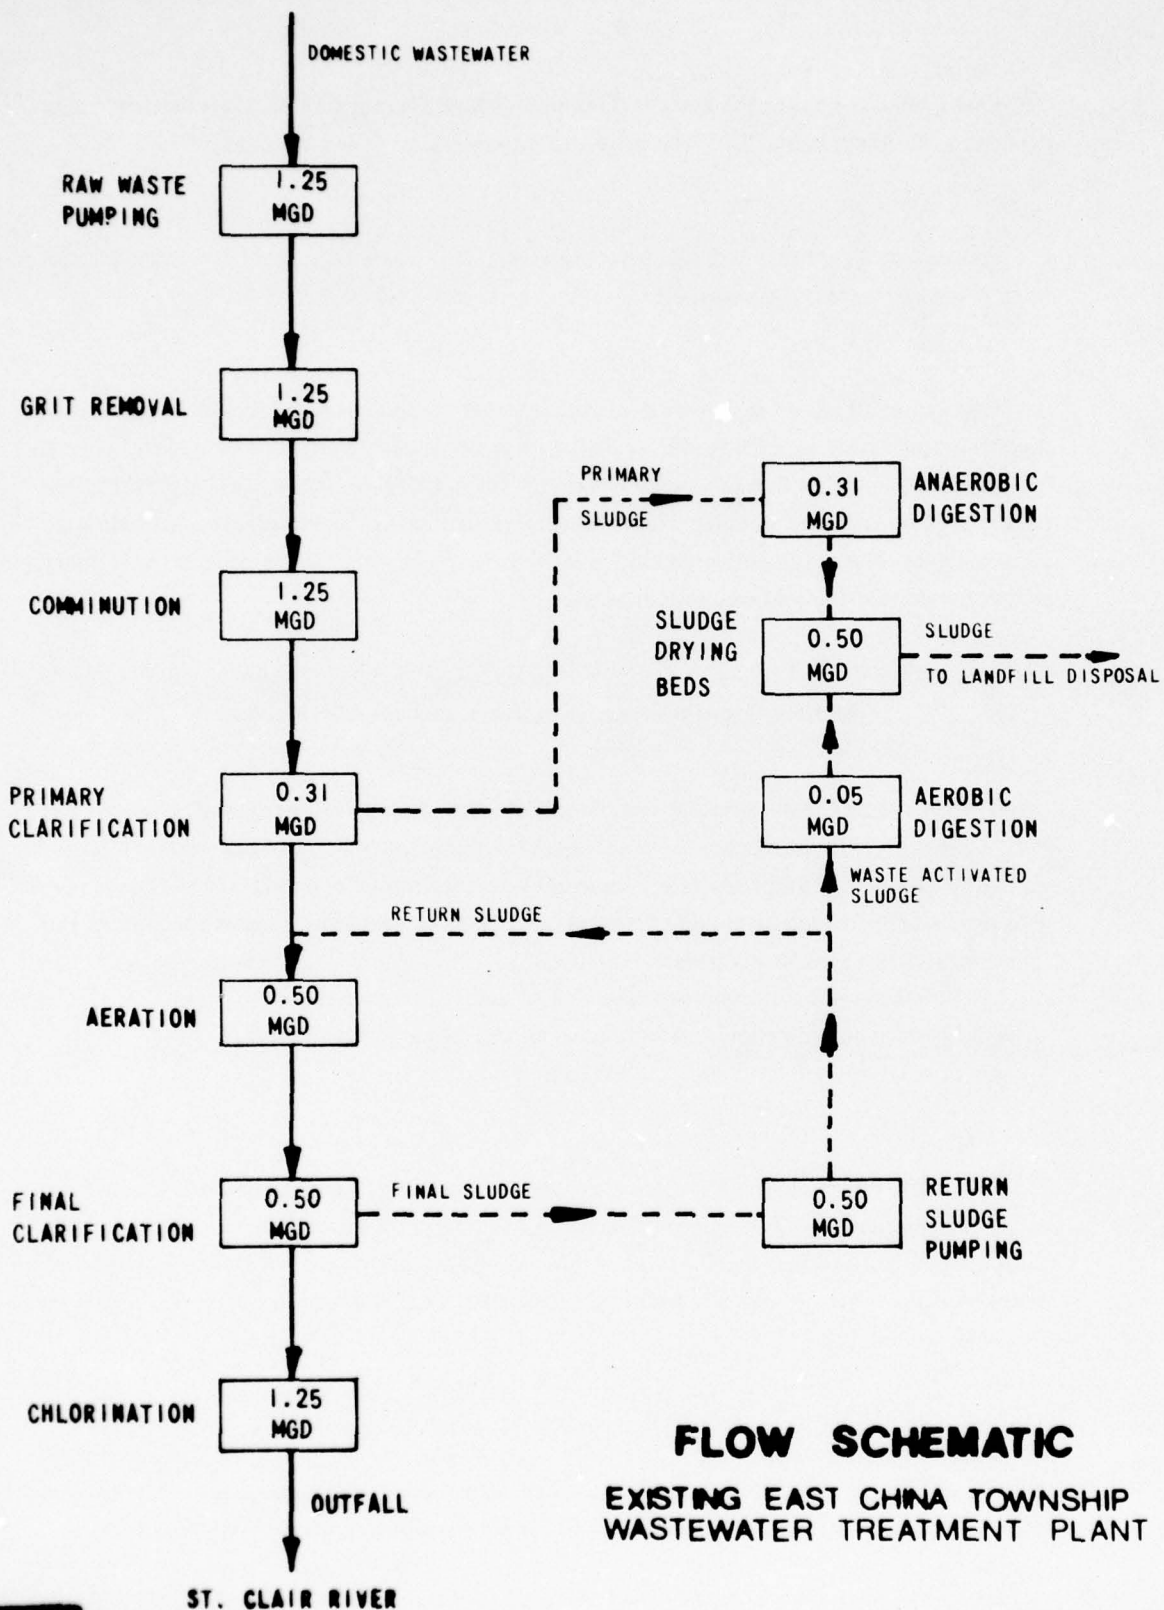 DOMESTIC WASTEWATER
RAW WASTE
PUMPING
1.25
MGD
GRIT REMOVAL
1.25
MGD
COMMINUTION
1.25
MGD
PRIMARY
CLARIFICATION
0.31
MGD
PRIMARY
SLUDGE
0.31
MGD
ANAEROBIC
DIGESTION
SLUDGE
DRYING
BEDS
0.50
MGD
SLUDGE
TO LANDFILL DISPOSAL
0.05
MGD
AEROBIC
DIGESTION
WASTE ACTIVATED
SLUDGE
RETURN SLUDGE
AERATION
0.50
MGD
FINAL
CLARIFICATION
0.50
MGD
FINAL SLUDGE
0.50
MGD
RETURN
SLUDGE
PUMPING
CHLORINATION
1.25
MGD
OUTFALL
ST. CLAIR RIVER
FLOW SCHEMATIC
EXISTING EAST CHINA TOWNSHIP
WASTEWATER TREATMENT PLANT